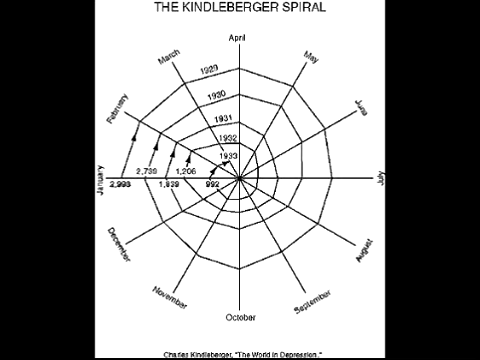 THE KINDLEBERGER SPIRAL
April
March
May
1929
February
1930
June
1931
1932
1933
January
2,739
1,206
July
2,998
1,839
992
December
August
November
September
October
Charles Kindleberger, "The World in Depression."